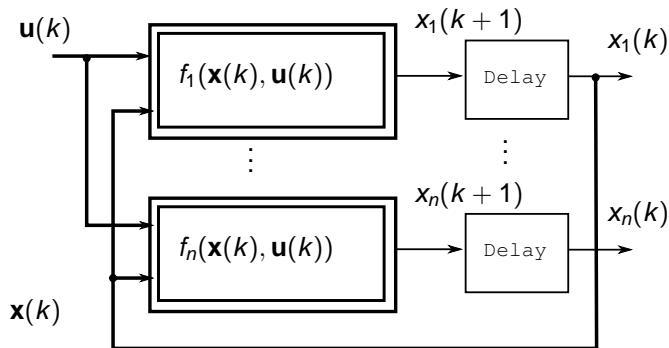 x₁(k+1)
x₁(k)
u(k)
f₁(x(k), u(k))
Delay
⋮
⋮
xₙ(k+1)
xₙ(k)
fₙ(x(k), u(k))
Delay
x(k)